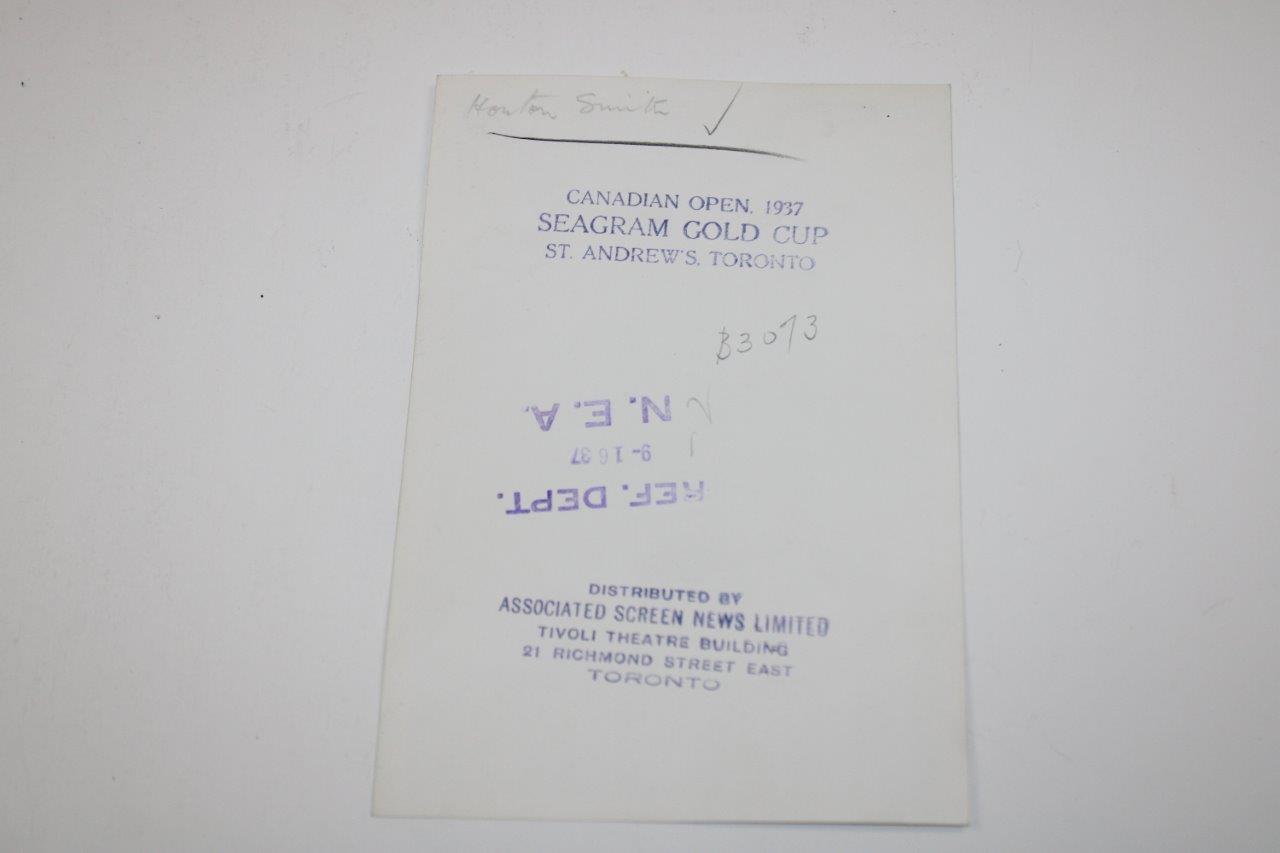 Horton Smith
CANADIAN OPEN, 1937
SEAGRAM GOLD CUP
ST. ANDREW'S, TORONTO
B3073
REF. DEPT.
9-16 37
N. E. A.
DISTRIBUTED BY
ASSOCIATED SCREEN NEWS LIMITED
TIVOLI THEATRE BUILDING
21 RICHMOND STREET EAST
TORONTO